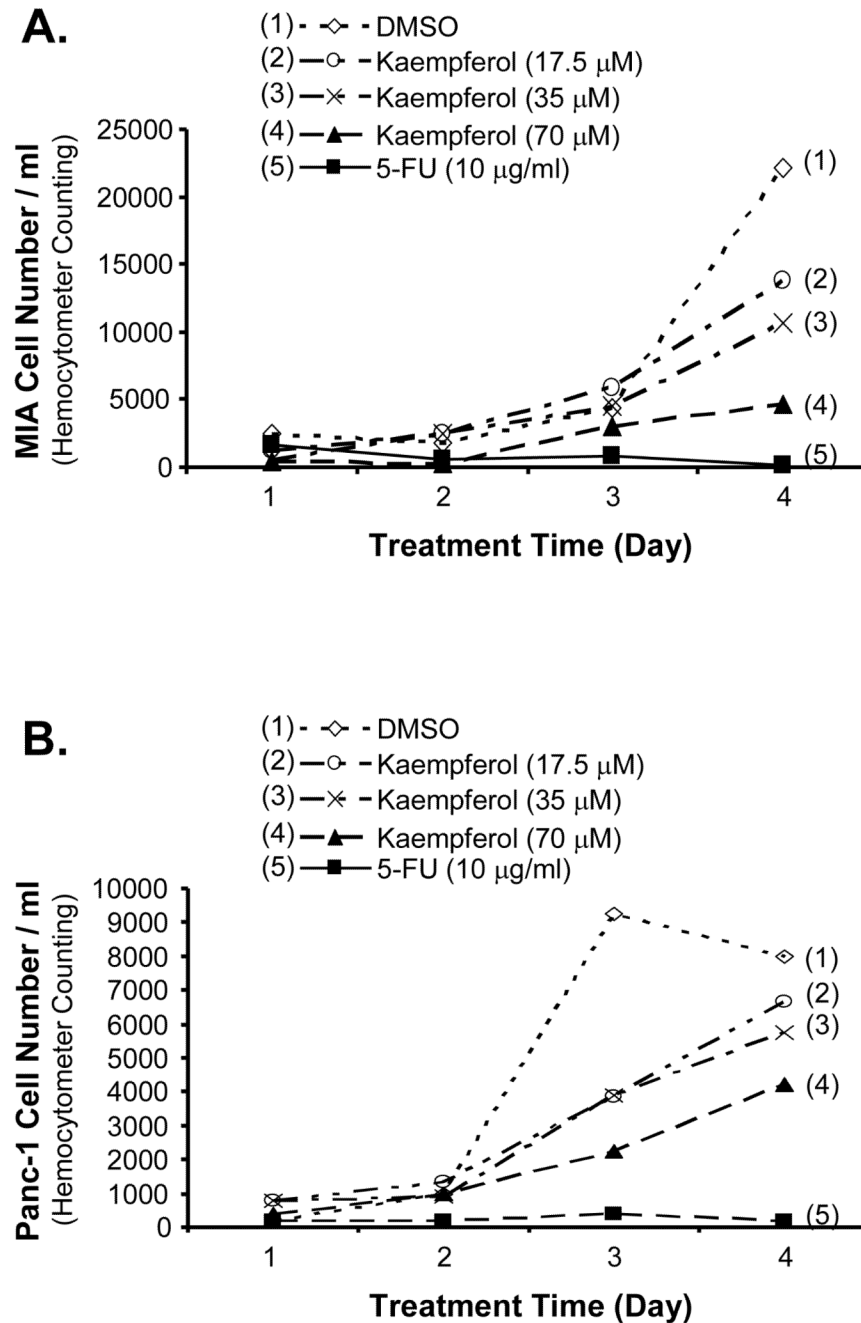 A.
(1) DMSO
(2) Kaempferol (17.5 μM)
(3) Kaempferol (35 μM)
(4) Kaempferol (70 μM)
(5) 5-FU (10 μg/ml)
MIA Cell Number / ml
(Hemocytometer Counting)
25000
20000
15000
10000
5000
0
(1)
(2)
(3)
(4)
(5)
1 2 3 4
Treatment Time (Day)
B.
(1) DMSO
(2) Kaempferol (17.5 μM)
(3) Kaempferol (35 μM)
(4) Kaempferol (70 μM)
(5) 5-FU (10 μg/ml)
Panc-1 Cell Number / ml
(Hemocytometer Counting)
10000
9000
8000
7000
6000
5000
4000
3000
2000
1000
0
(1)
(2)
(3)
(4)
(5)
1 2 3 4
Treatment Time (Day)